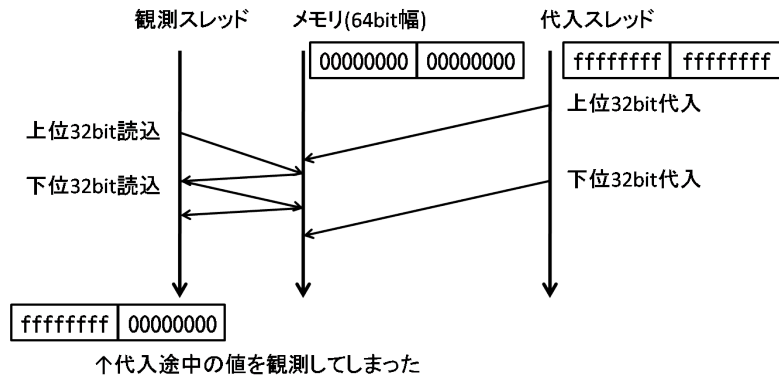 観測スレッド メモリ(64bit幅) 代入スレッド
00000000 00000000 ffffffff ffffffff
上位32bit代入
上位32bit読込
下位32bit読込 下位32bit代入
ffffffff 00000000
↑代入途中の値を観測してしまった